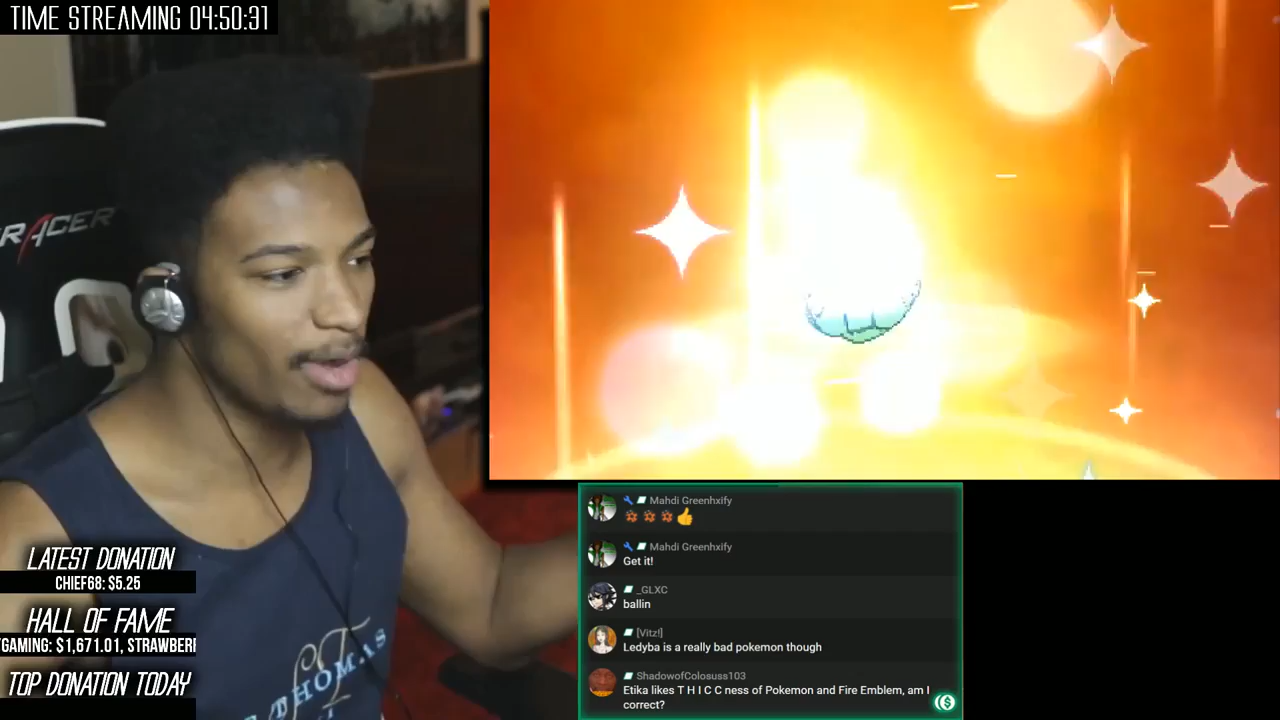 TIME STREAMING 04:50:31
RACER
LATEST DONATION
CHIEF68: $5.25
HALL OF FAME
GAMING: $1,671.01, STRAWBERI
TOP DONATION TODAY
THOMAS
Mahdi Greenhxify
Mahdi Greenhxify
Get it!
_GLXC
ballin
[Vitz!]
Ledyba is a really bad pokemon though
ShadowofColosuss103
Etika likes T H I C C ness of Pokemon and Fire Emblem, am I
correct?